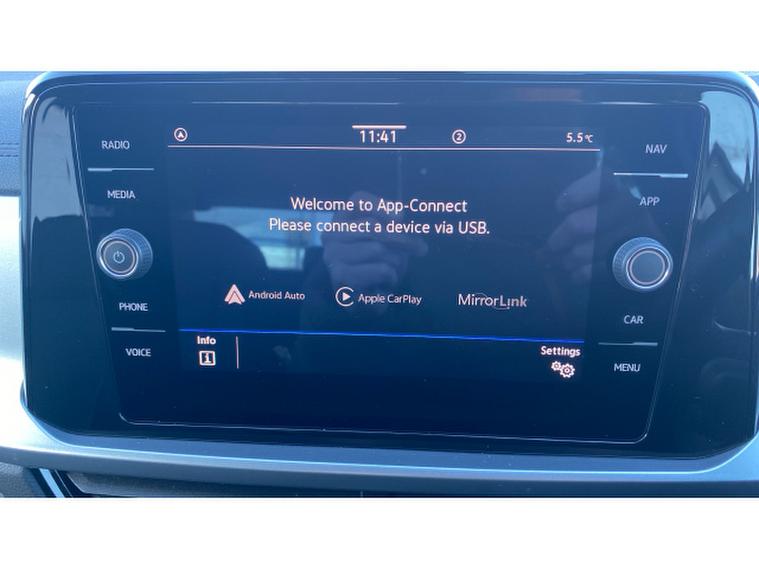 11:41
2
5.5°C
RADIO
NAV
MEDIA
APP
Welcome to App-Connect
Please connect a device via USB.
Android Auto
Apple CarPlay
MirrorLink
PHONE
CAR
Info
Settings
VOICE
MENU